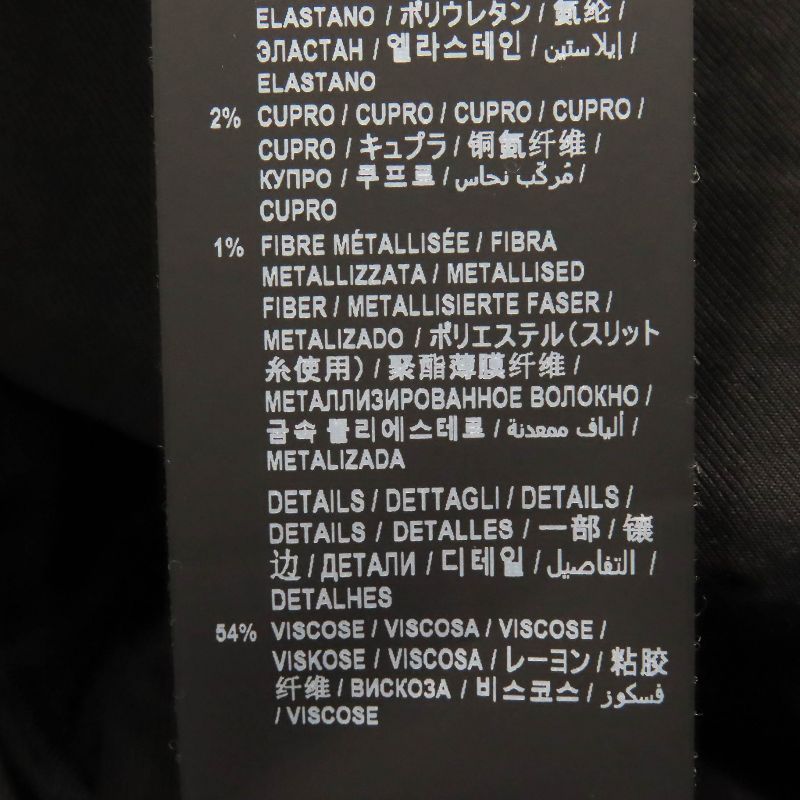 ELASTANO / ポリウレタン / 氨纶 /
ЭЛАСТАН / 엘라스테인 / إيلاستين /
ELASTANO
2% CUPRO / CUPRO / CUPRO / CUPRO /
CUPRO / キュプラ / 铜氨纤维 /
КУПРО / 쿠프로 / مُركّب نحاس /
CUPRO
1% FIBRE MÉTALLISÉE / FIBRA
METALLIZZATA / METALLISED
FIBER / METALLISIERTE FASER /
METALIZADO / ポリエステル(スリット
糸使用) / 聚酯薄膜纤维 /
МЕТАЛЛИЗИРОВАННОЕ ВОЛОКНО /
금속 폴리에스테르 / ألياف ممعدنة /
METALIZADA
DETAILS / DETTAGLI / DETAILS /
DETAILS / DETALLES / 一部 / 镶
边 / ДЕТАЛИ / 디테일 / التفاصيل /
DETALHES
54% VISCOSE / VISCOSA / VISCOSE /
VISKOSE / VISCOSA / レーヨン / 粘胶
纤维 / ВИСКОЗА / 비스코스 / فسكوز
/ VISCOSE